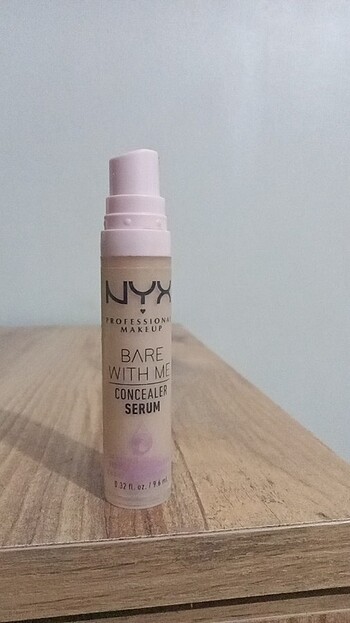 NYX
PROFESSIONAL
MAKEUP
BARE
WITH ME
CONCEALER
SERUM
0.32 fl. oz. / 9.6 mL